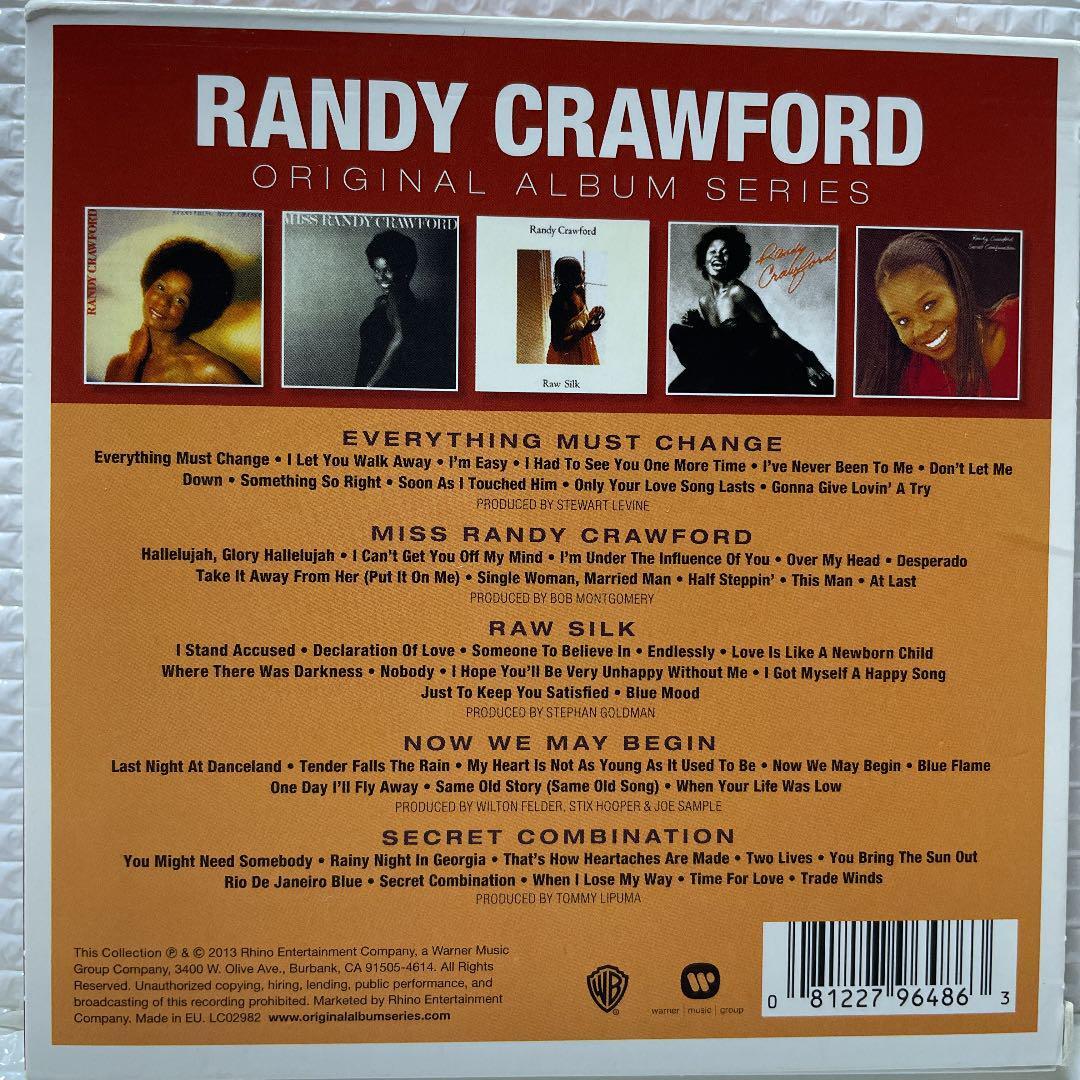 RANDY CRAWFORD
ORIGINAL ALBUM SERIES
RANDY CRAWFORD
EVERYTHING MUST CHANGE
MISS RANDY CRAWFORD
Randy Crawford
Raw Silk
Randy
Crawford
Randy Crawford
Secret Combination
EVERYTHING MUST CHANGE
Everything Must Change • I Let You Walk Away • I'm Easy • I Had To See You One More Time • I've Never Been To Me • Don't Let Me
Down • Something So Right • Soon As I Touched Him • Only Your Love Song Lasts • Gonna Give Lovin' A Try
PRODUCED BY STEWART LEVINE
MISS RANDY CRAWFORD
Hallelujah, Glory Hallelujah • I Can't Get You Off My Mind • I'm Under The Influence Of You • Over My Head • Desperado
Take It Away From Her (Put It On Me) • Single Woman, Married Man • Half Steppin' • This Man • At Last
PRODUCED BY BOB MONTGOMERY
RAW SILK
I Stand Accused • Declaration Of Love • Someone To Believe In • Endlessly • Love Is Like A Newborn Child
Where There Was Darkness • Nobody • I Hope You'll Be Very Unhappy Without Me • I Got Myself A Happy Song
Just To Keep You Satisfied • Blue Mood
PRODUCED BY STEPHAN GOLDMAN
NOW WE MAY BEGIN
Last Night At Danceland • Tender Falls The Rain • My Heart Is Not As Young As It Used To Be • Now We May Begin • Blue Flame
One Day I'll Fly Away • Same Old Story (Same Old Song) • When Your Life Was Low
PRODUCED BY WILTON FELDER, STIX HOOPER & JOE SAMPLE
SECRET COMBINATION
You Might Need Somebody • Rainy Night In Georgia • That's How Heartaches Are Made • Two Lives • You Bring The Sun Out
Rio De Janeiro Blue • Secret Combination • When I Lose My Way • Time For Love • Trade Winds
PRODUCED BY TOMMY LIPUMA
This Collection ℗ & © 2013 Rhino Entertainment Company, a Warner Music
Group Company, 3400 W. Olive Ave., Burbank, CA 91505-4614. All Rights
Reserved. Unauthorized copying, hiring, lending, public performance, and
broadcasting of this recording prohibited. Marketed by Rhino Entertainment
Company. Made in EU. LC02982 www.originalalbumseries.com
WB
warner | music | group
0 81227 96486 3